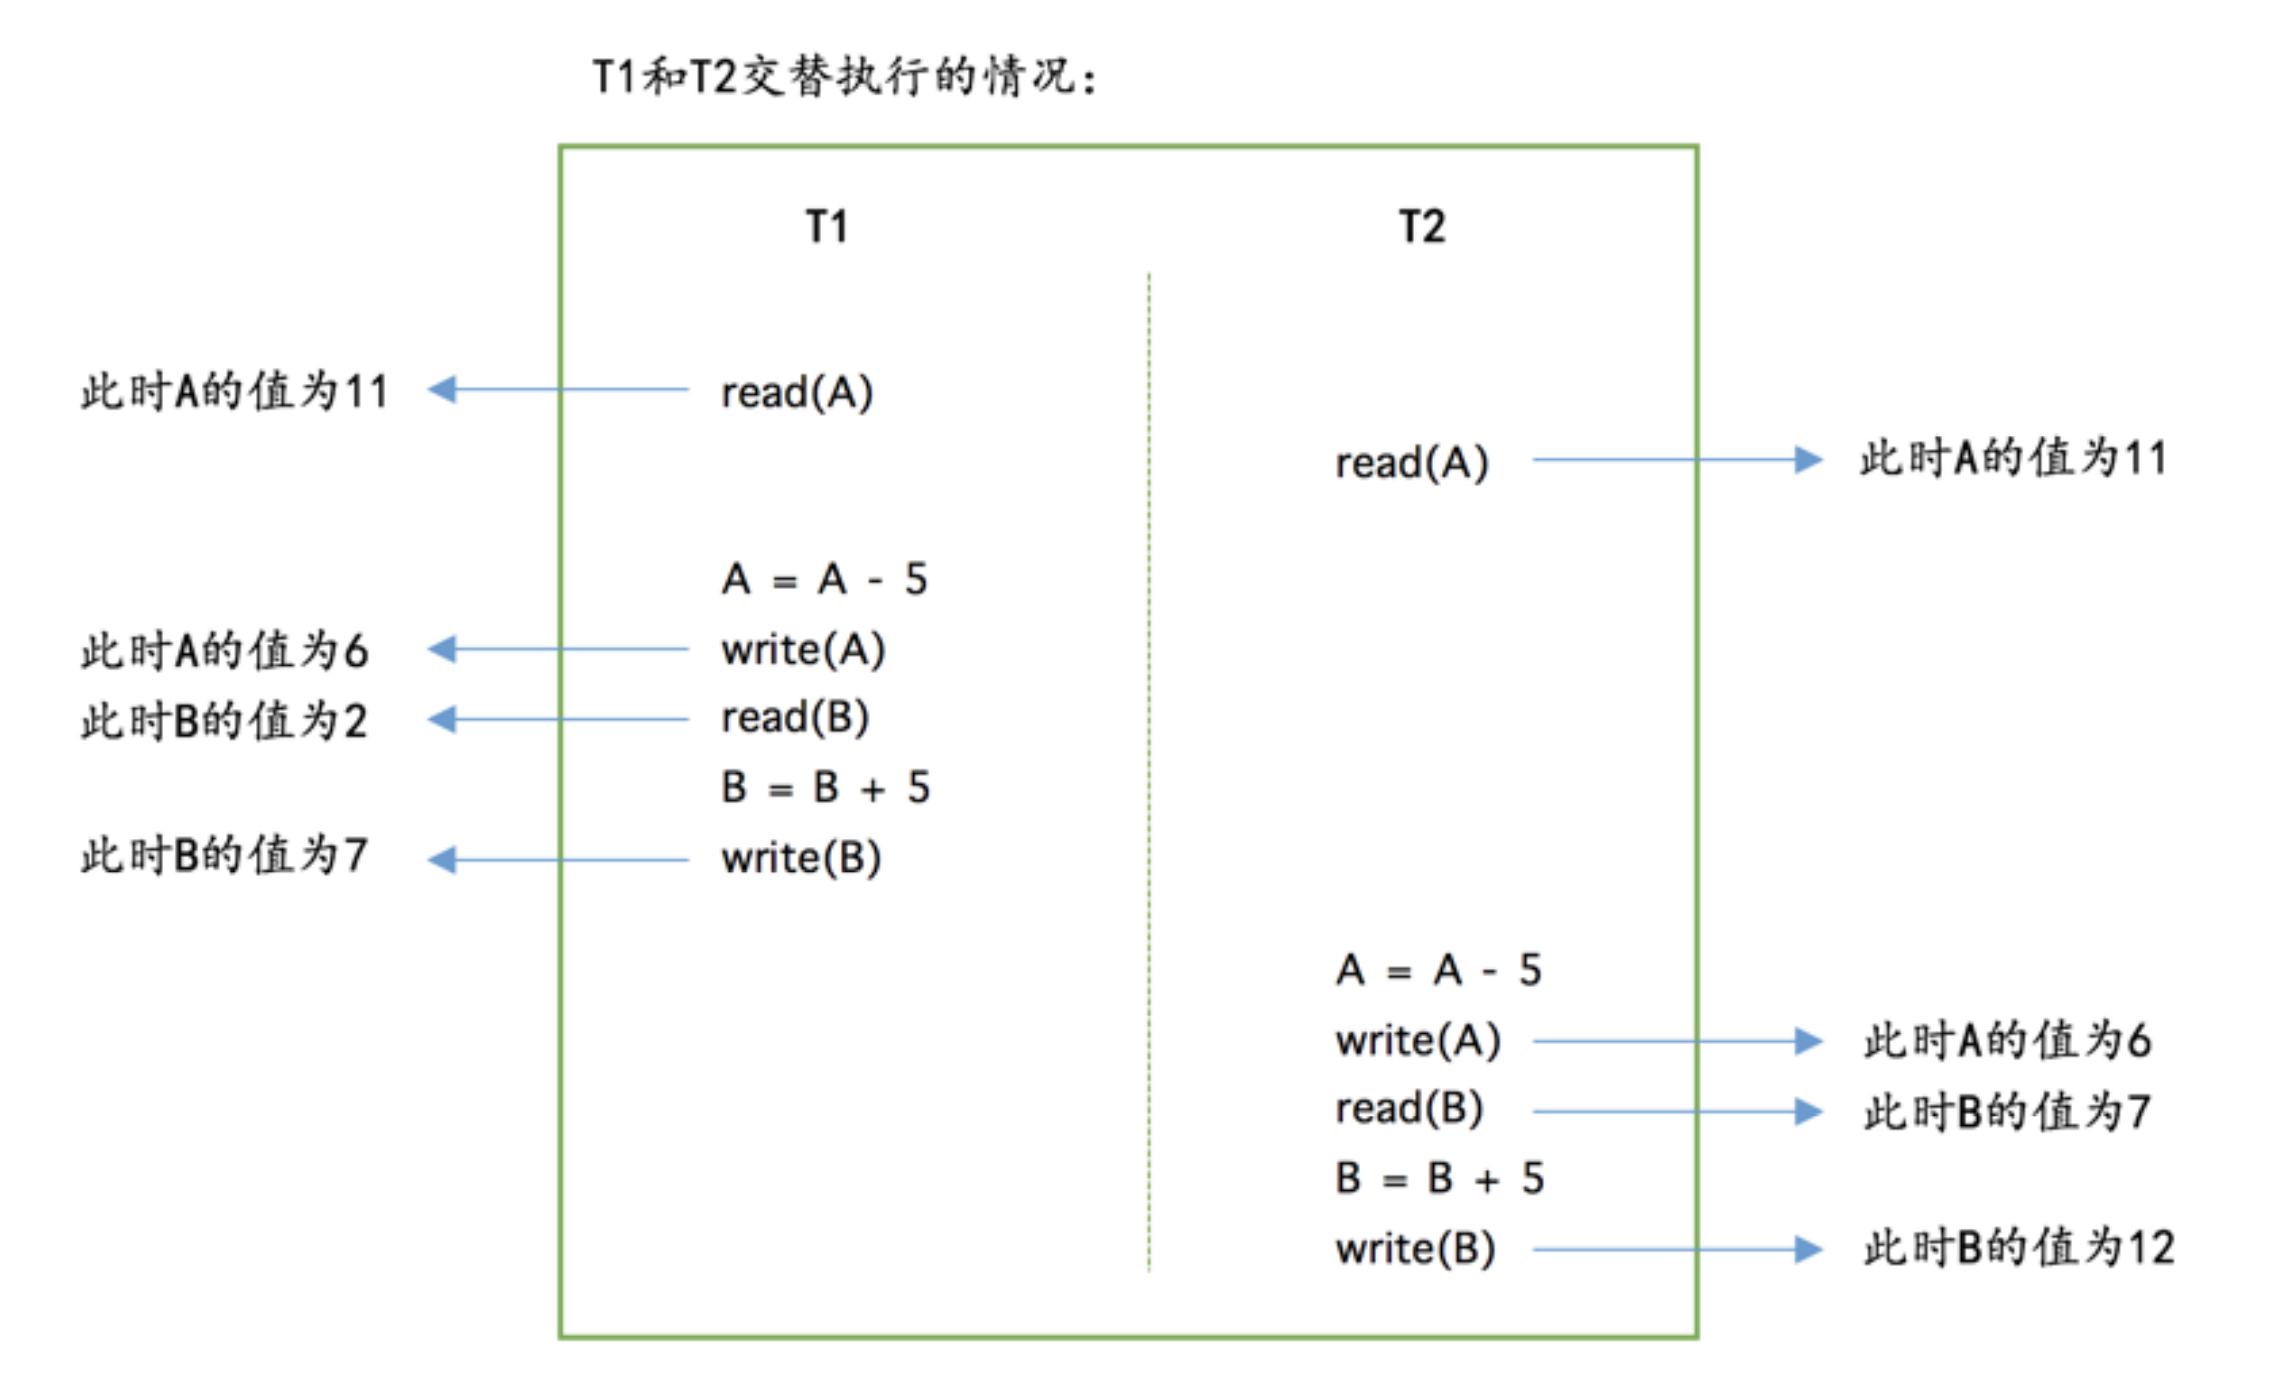 T1和T2交替执行的情况：
T1
T2
此时A的值为11
read(A)
read(A)
此时A的值为11
A = A - 5
此时A的值为6
write(A)
此时B的值为2
read(B)
B = B + 5
此时B的值为7
write(B)
A = A - 5
write(A)
此时A的值为6
read(B)
此时B的值为7
B = B + 5
write(B)
此时B的值为12